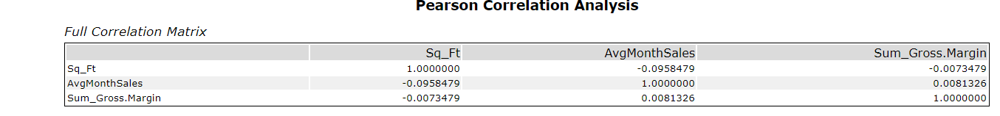 Pearson Correlation Analysis
Full Correlation Matrix
Sq_Ft AvgMonthSales Sum_Gross.Margin
Sq_Ft 1.0000000 -0.0958479 -0.0073479
AvgMonthSales -0.0958479 1.0000000 0.0081326
Sum_Gross.Margin -0.0073479 0.0081326 1.0000000